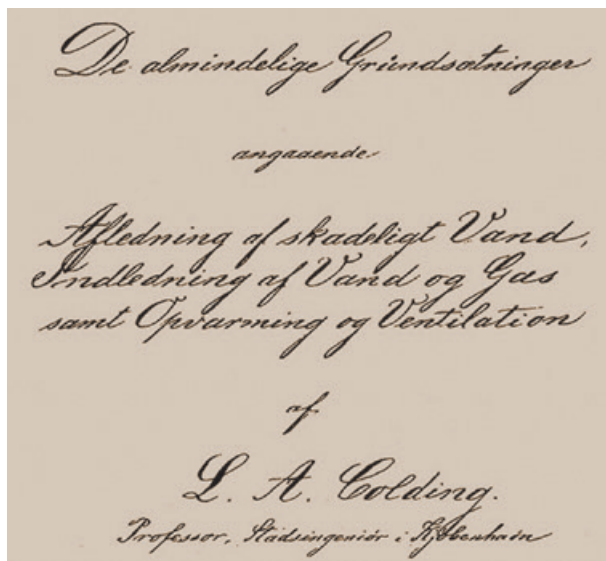 De almindelige Grundsætninger
angaaende
Afledning af skadeligt Vand,
Indledning af Vand og Gas
samt Opvarming og Ventilation
af
L. A. Colding.
Professor, Stadsingeniør i Kjøbenhavn